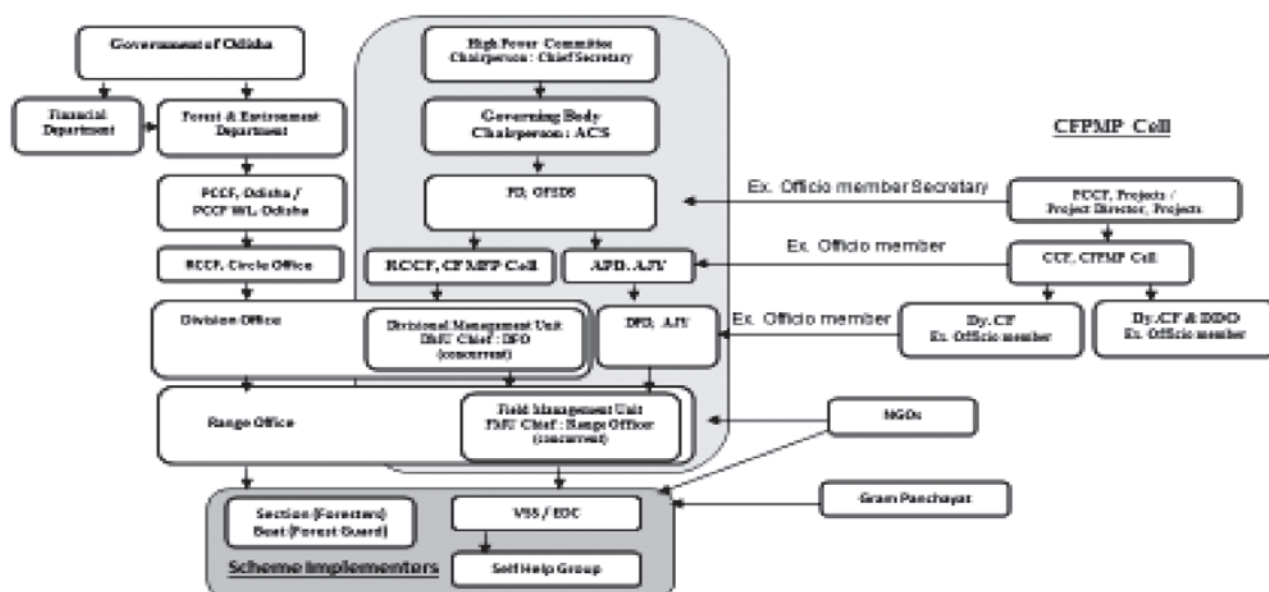 Government of Odisha
Financial
Department
Forest & Environment
Department
PCCF, Odisha /
PCCF WL, Odisha
RCCF, Circle Office
Division Office
Range Office
High Power Committee
Chairperson : Chief Secretary
Governing Body
Chairperson : ACS
PD; OFSDS
RCCF, CFMPP Cell
APD, AJY
Divisional Management Unit
DMU Chief : DFO
(concurrent)
DPD; AJY
Field Management Unit
FMU Chief : Range Officer
(concurrent)
Section (Foresters)
Beat (Forest Guard)
VSS / EDC
Self Help Group
Scheme Implementers
CFPMP Cell
Ex. Officio member Secretary
PCCF, Projects /
Project Director, Projects
Ex. Officio member
CCF, CFPMP Cell
Ex. Officio member
Dy. CF
Ex. Officio member
Dy. CF & DDO
Ex. Officio member
NGOs
Gram Panchayat